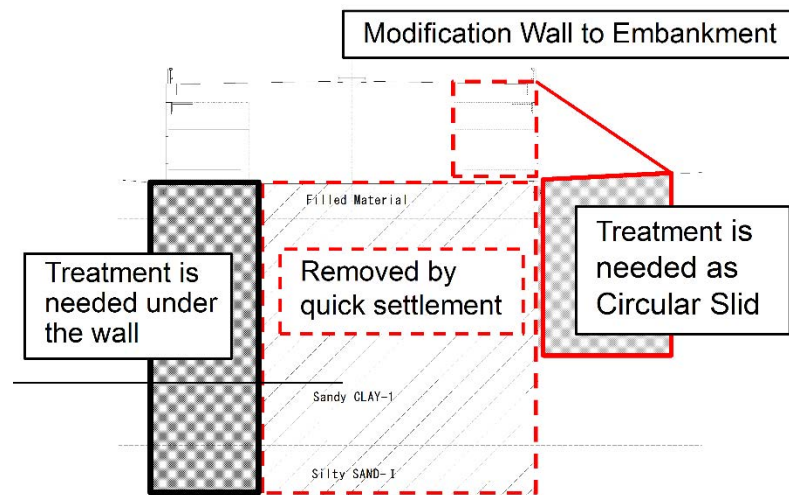 Modification Wall to Embankment
Filled Material
Treatment is
needed under
the wall
Removed by
quick settlement
Treatment is
needed as
Circular Slid
Sandy CLAY-1
Silty SAND-I